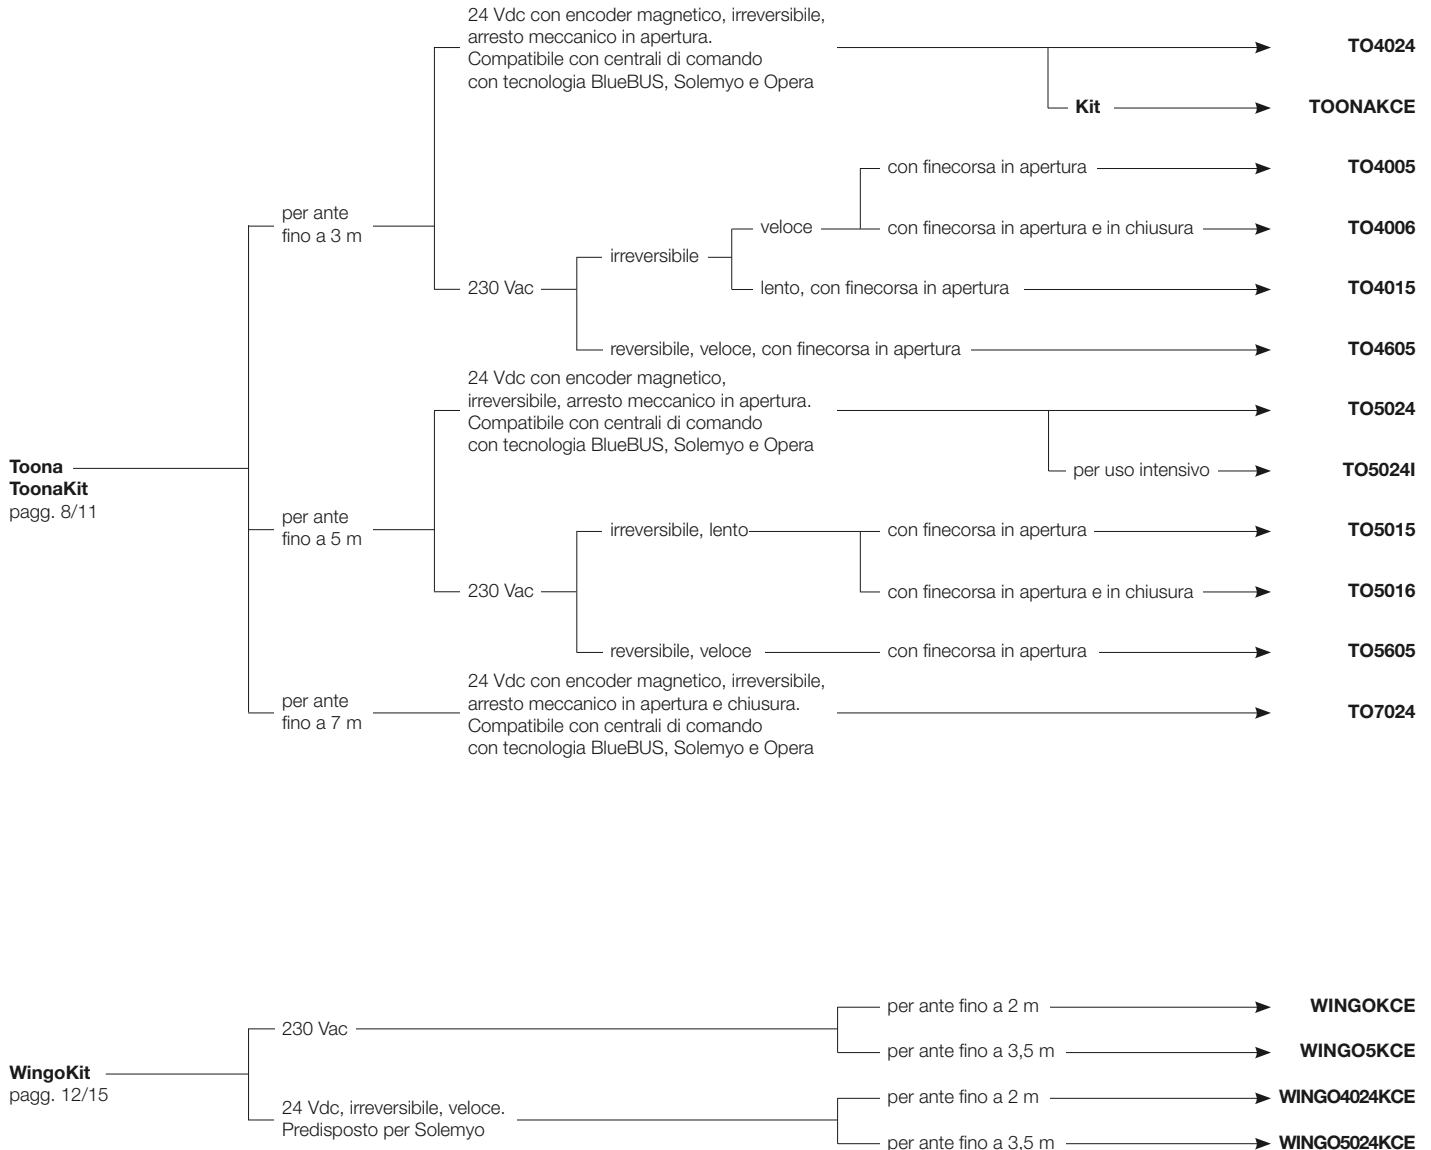 24 Vdc con encoder magnetico, irreversibile,
arresto meccanico in apertura.
Compatibile con centrali di comando
con tecnologia BlueBUS, Solemyo e Opera
TO4024
Kit
TOONAKCE
con finecorsa in apertura
TO4005
per ante
fino a 3 m
veloce
con finecorsa in apertura e in chiusura
TO4006
irreversibile
230 Vac
lento, con finecorsa in apertura
TO4015
reversibile, veloce, con finecorsa in apertura
TO4605
24 Vdc con encoder magnetico,
irreversibile, arresto meccanico in apertura.
Compatibile con centrali di comando
con tecnologia BlueBUS, Solemyo e Opera
TO5024
Toona
ToonaKit
pagg. 8/11
per uso intensivo
TO5024I
per ante
fino a 5 m
irreversibile, lento
con finecorsa in apertura
TO5015
230 Vac
con finecorsa in apertura e in chiusura
TO5016
reversibile, veloce
con finecorsa in apertura
TO5605
per ante
fino a 7 m
24 Vdc con encoder magnetico, irreversibile,
arresto meccanico in apertura e chiusura.
Compatibile con centrali di comando
con tecnologia BlueBUS, Solemyo e Opera
TO7024
WingoKit
pagg. 12/15
230 Vac
per ante fino a 2 m
WINGOKCE
per ante fino a 3,5 m
WINGO5KCE
24 Vdc, irreversibile, veloce.
Predisposto per Solemyo
per ante fino a 2 m
WINGO4024KCE
per ante fino a 3,5 m
WINGO5024KCE